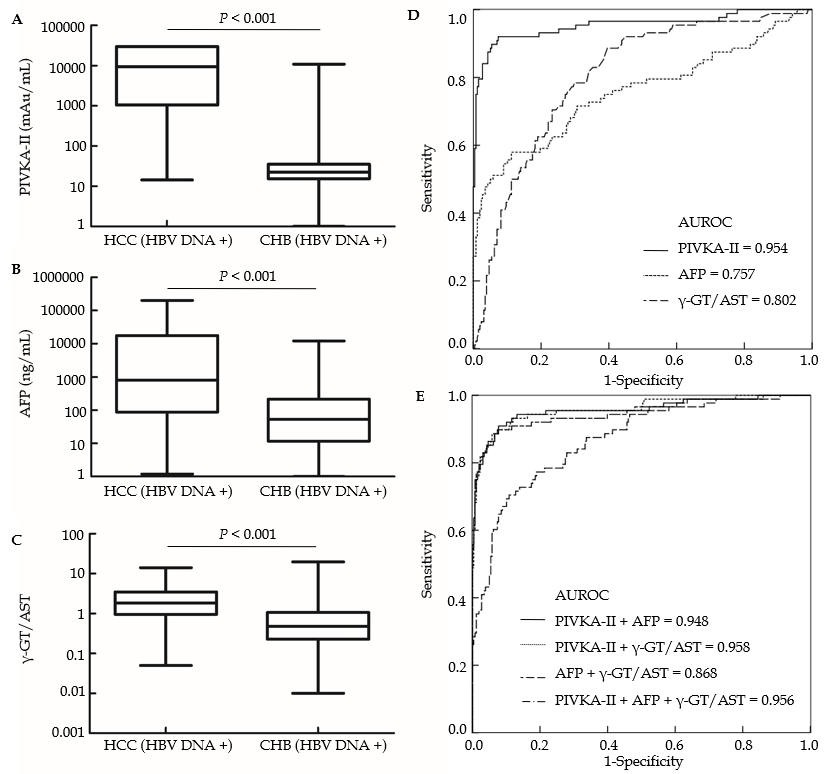 A
P < 0.001
PIVKA-II (mAu/mL)
100000
10000
1000
100
10
1
HCC (HBV DNA +)
CHB (HBV DNA +)
B
P < 0.001
AFP (ng/mL)
1000000
100000
10000
1000
100
10
1
HCC (HBV DNA +)
CHB (HBV DNA +)
C
P < 0.001
γ-GT/AST
100
10
1
0.1
0.01
0.001
HCC (HBV DNA +)
CHB (HBV DNA +)
D
Sensitivity
1.0
0.8
0.6
0.4
0.2
0.0
AUROC
PIVKA-II = 0.954
AFP = 0.757
γ-GT/AST = 0.802
0.0
0.2
0.4
0.6
0.8
1.0
1-Specificity
E
Sensitivity
1.0
0.8
0.6
0.4
0.2
0.0
AUROC
PIVKA-II + AFP = 0.948
PIVKA-II + γ-GT/AST = 0.958
AFP + γ-GT/AST = 0.868
PIVKA-II + AFP + γ-GT/AST = 0.956
0.0
0.2
0.4
0.6
0.8
1.0
1-Specificity